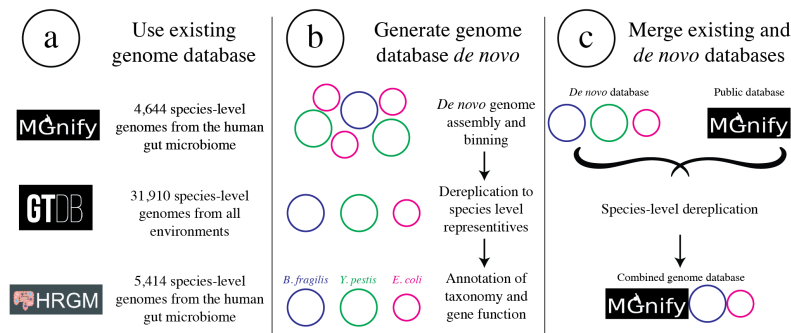 a
Use existing
genome database
MGnify
4,644 species-level
genomes from the human
gut microbiome
GTDB
31,910 species-level
genomes from all
environments
HRGM
5,414 species-level
genomes from the human
gut microbiome
b
Generate genome
database de novo
De novo genome
assembly and
binning
Dereplication to
species level
representitives
B. fragilis Y. pestis E. coli
Annotation of
taxonomy and
gene function
c
Merge existing and
de novo databases
De novo database
Public database
MGnify
Species-level dereplication
Combined genome database
MGnify